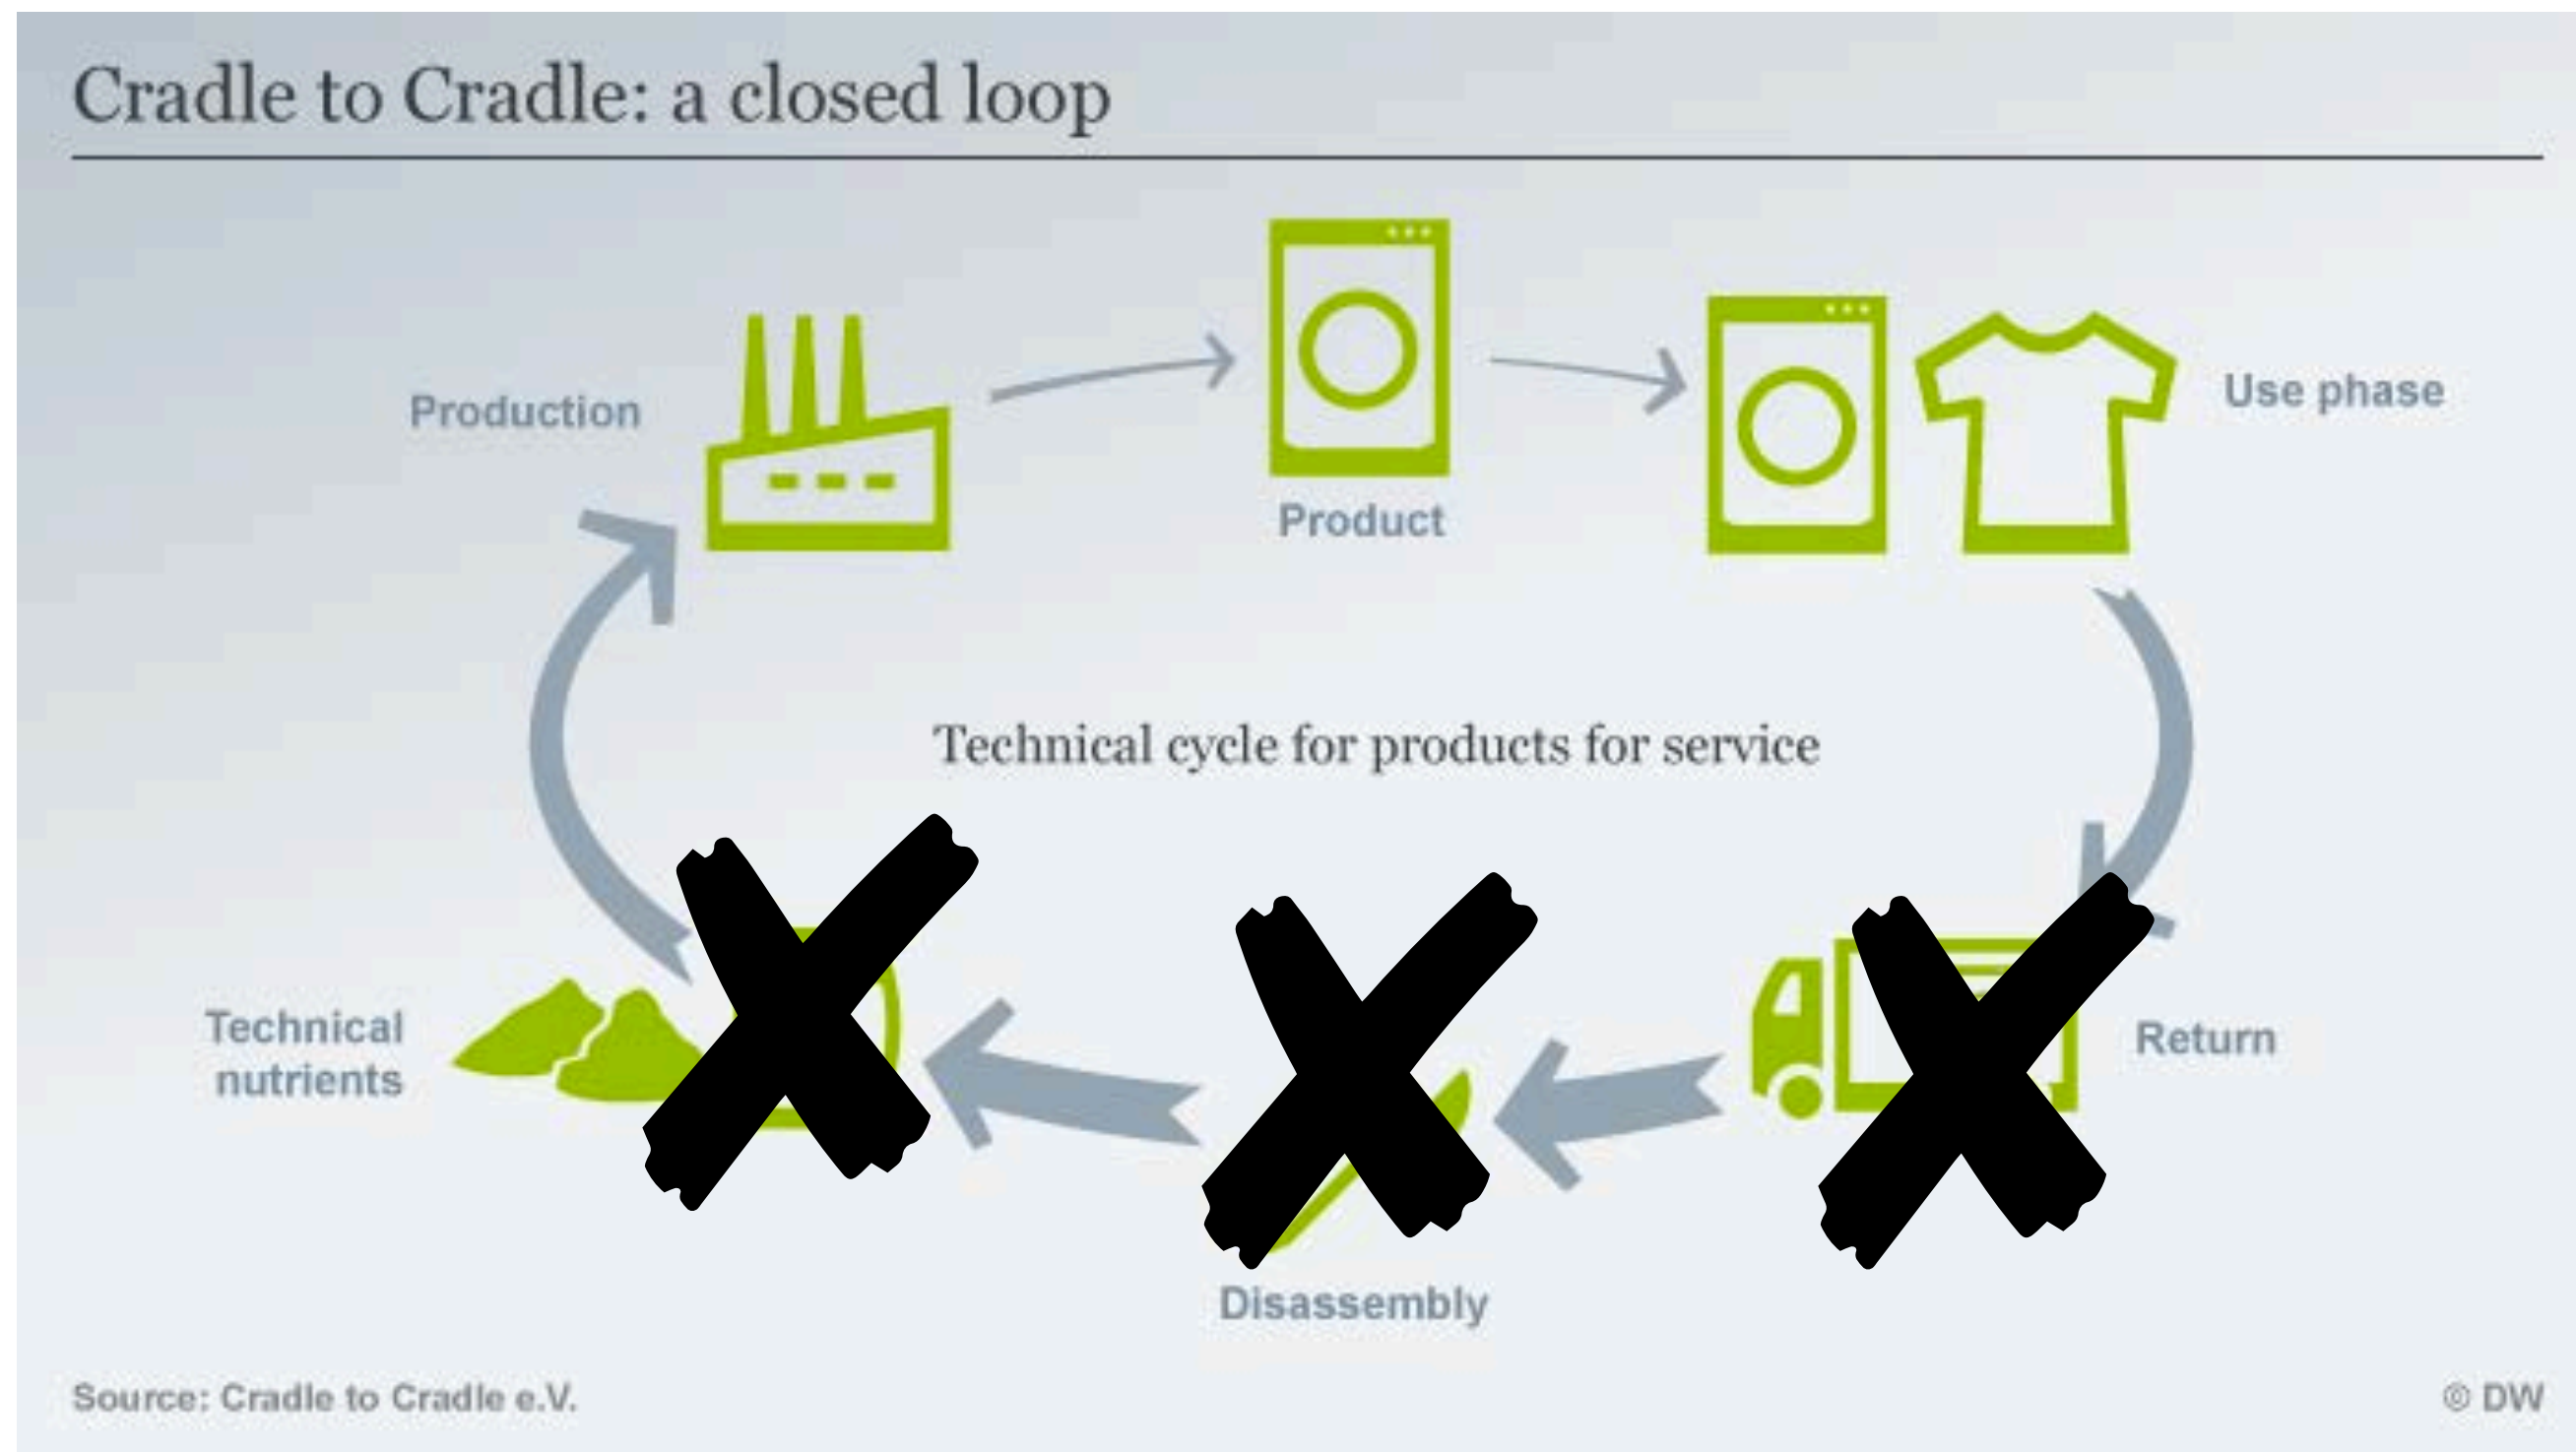 Cradle to Cradle: a closed loop
Production
Product
Use phase
Technical cycle for products for service
Technical
nutrients
Return
Disassembly
Source: Cradle to Cradle e.V.
© DW